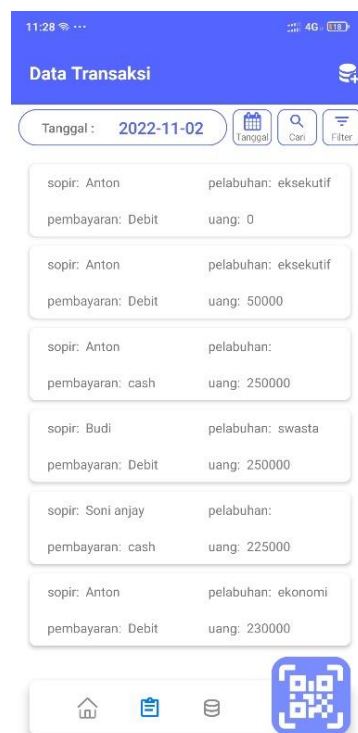 11:28 ... 4G 18
Data Transaksi
Tanggal : 2022-11-02 Tanggal Cari Filter
sopir: Anton pelabuhan: eksekutif
pembayaran: Debit uang: 0
sopir: Anton pelabuhan: eksekutif
pembayaran: Debit uang: 50000
sopir: Anton pelabuhan:
pembayaran: cash uang: 250000
sopir: Budi pelabuhan: swasta
pembayaran: Debit uang: 250000
sopir: Soni anjay pelabuhan:
pembayaran: cash uang: 225000
sopir: Anton pelabuhan: ekonomi
pembayaran: Debit uang: 230000